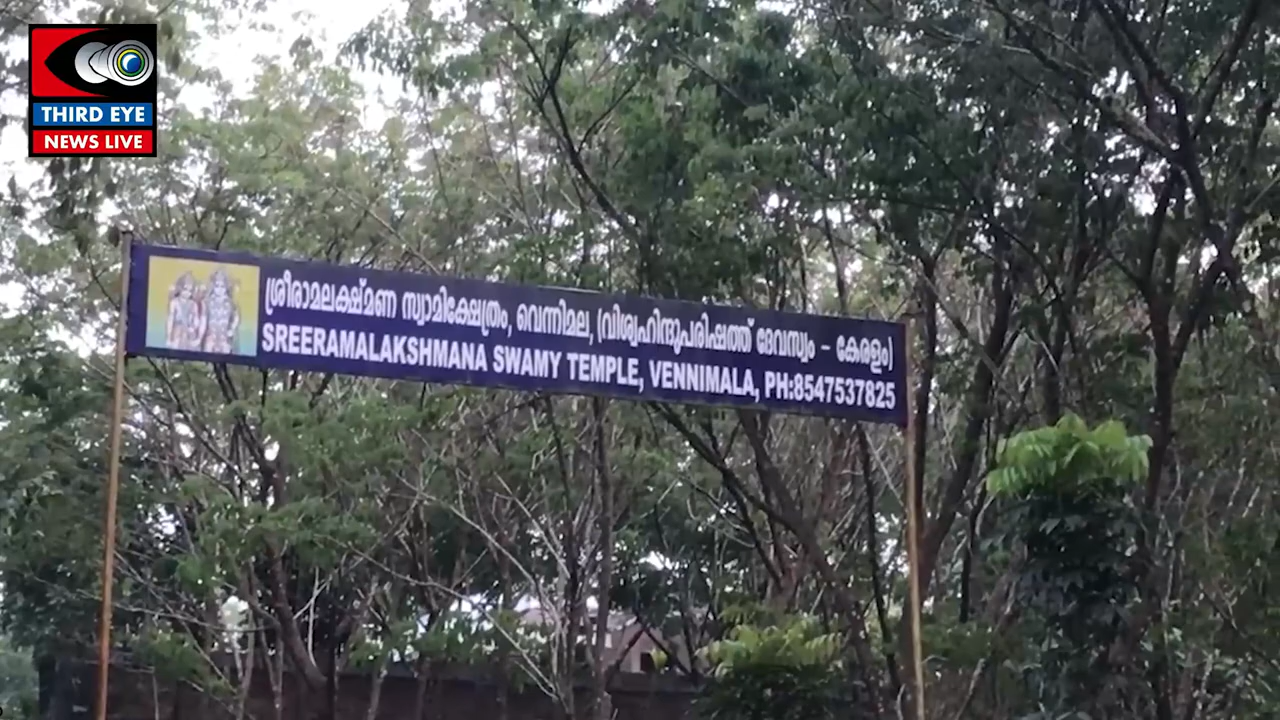 THIRD EYE
NEWS LIVE
ശ്രീരാമലക്ഷ്മണ സ്വാമിക്ഷേത്രം, വെന്നിമല, (വിശ്വഹിന്ദുപരിഷത്ത് ദേവസ്വം - കേരളം)
SREERAMALAKSHMANA SWAMY TEMPLE, VENNIMALA, PH:8547537825